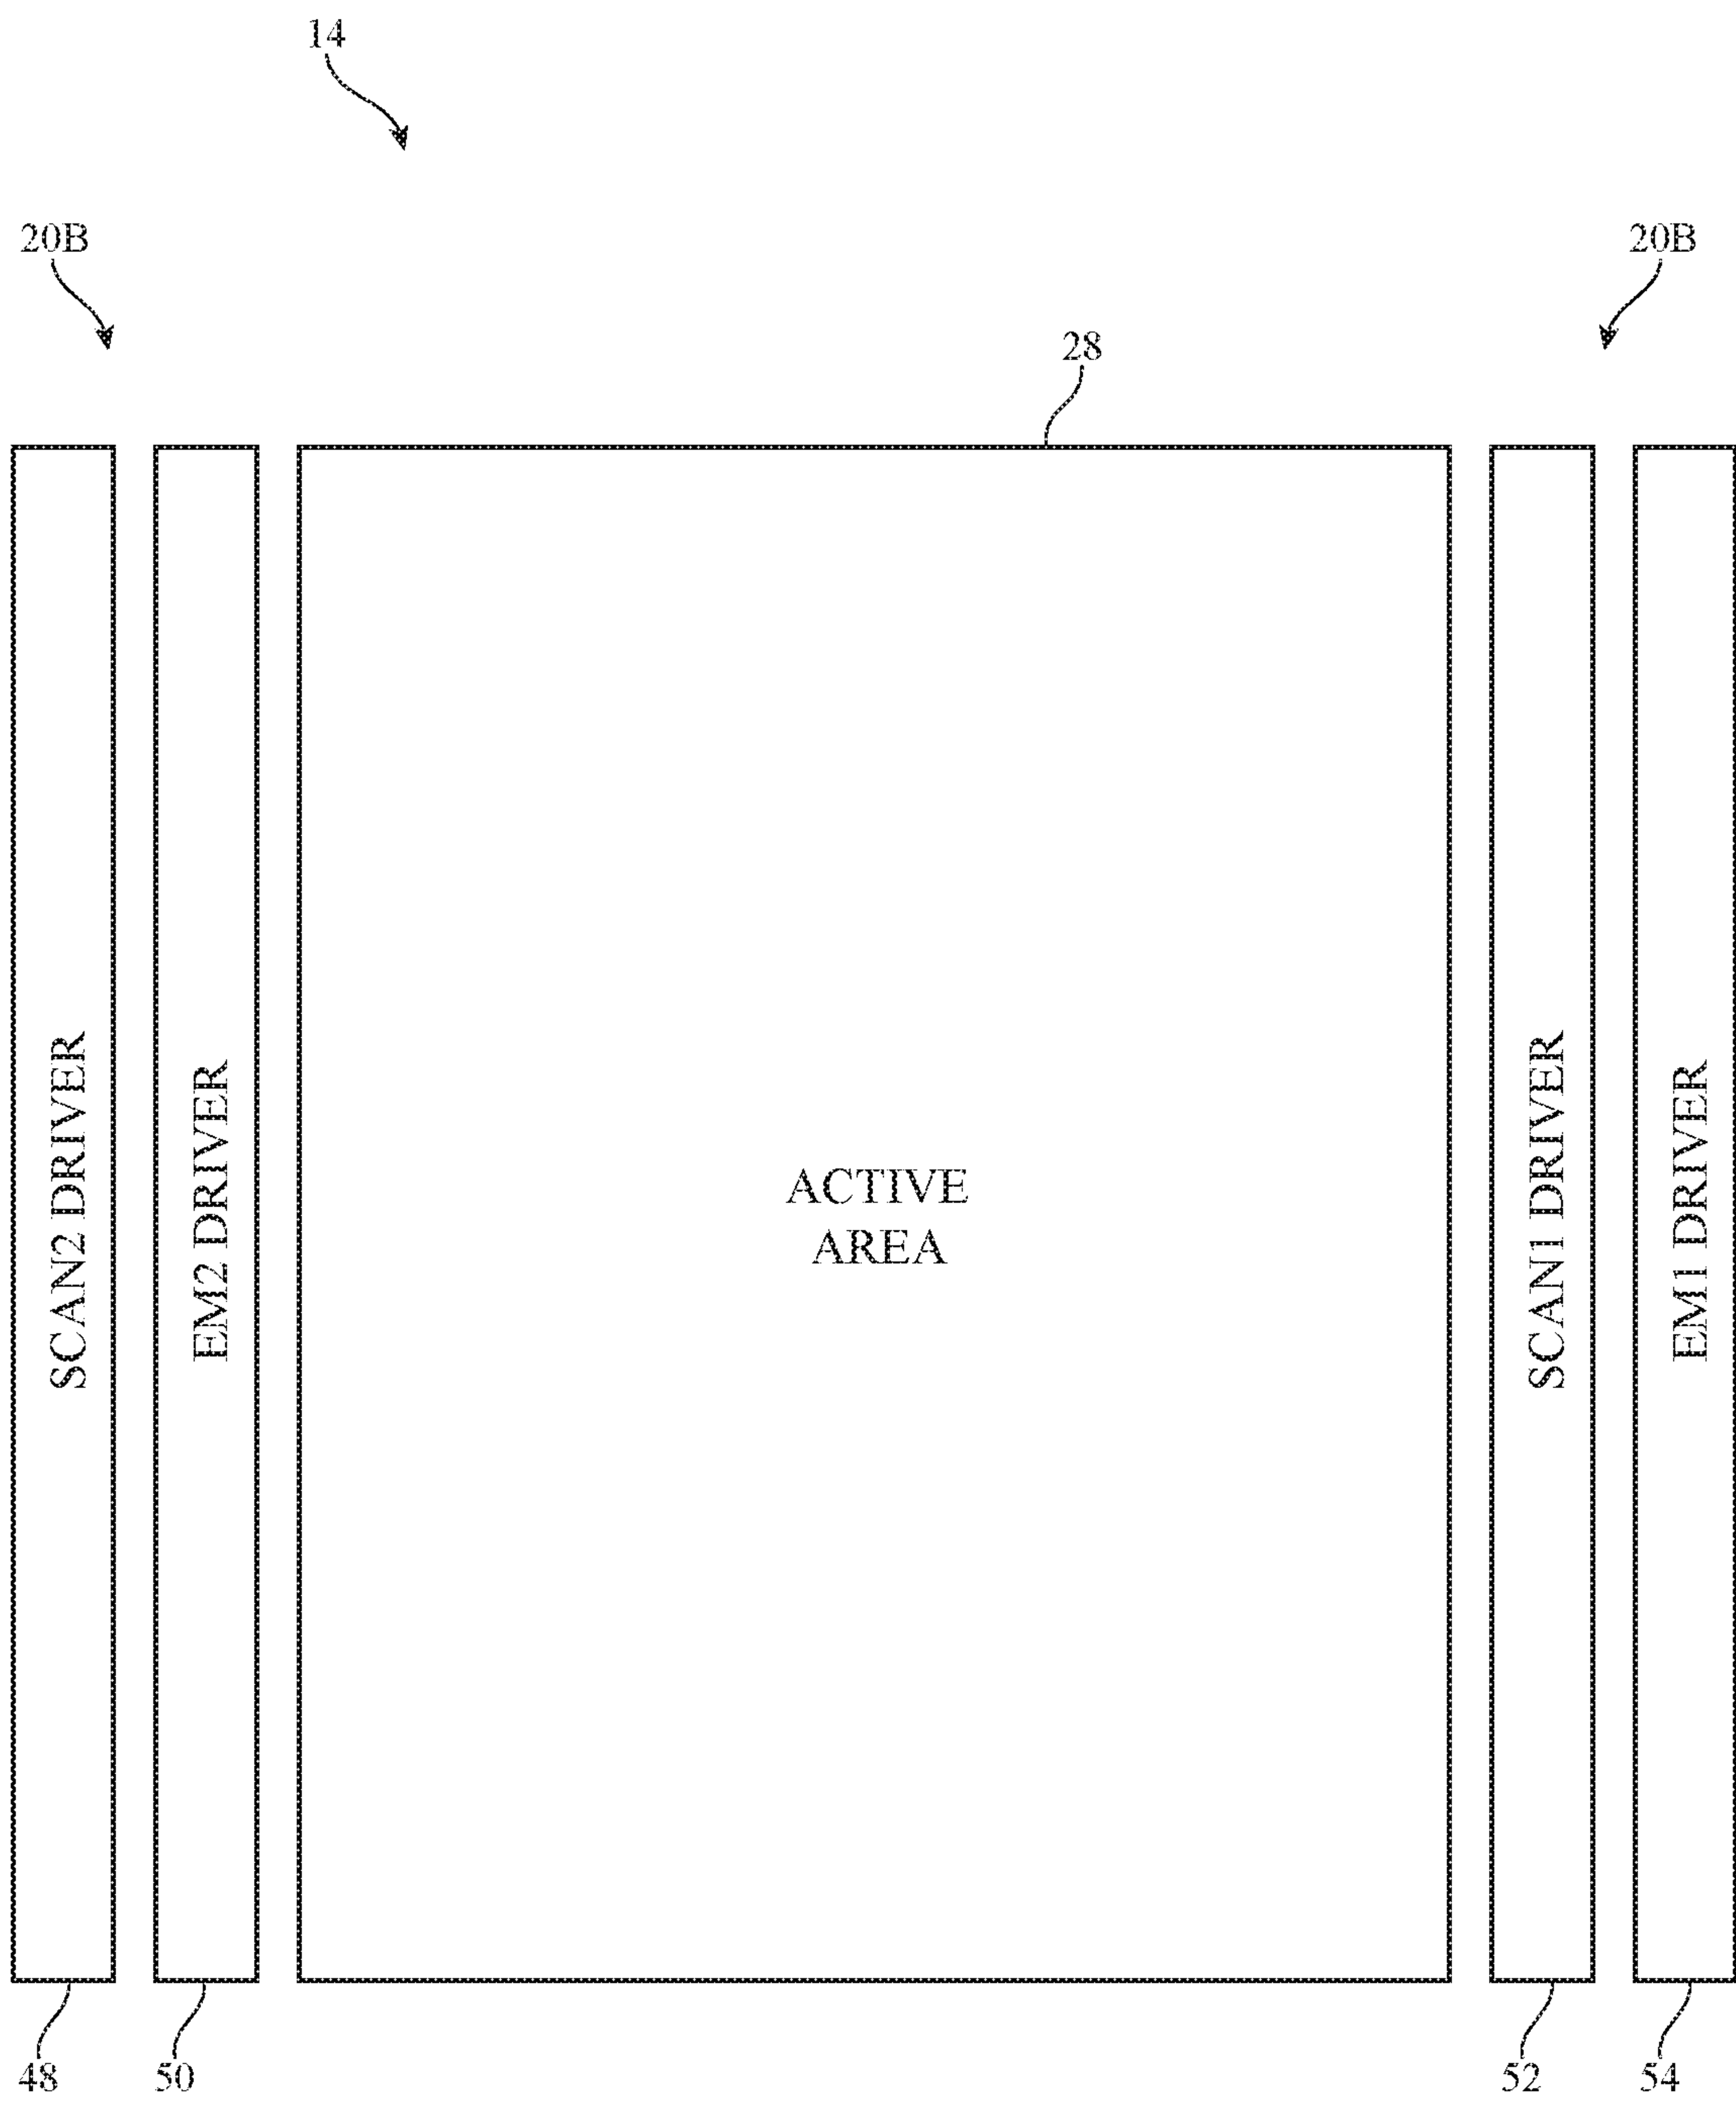 14
20B
20B
28
SCAN2 DRIVER
EM2 DRIVER
ACTIVE
AREA
SCAN1 DRIVER
EM1 DRIVER
48
50
52
54